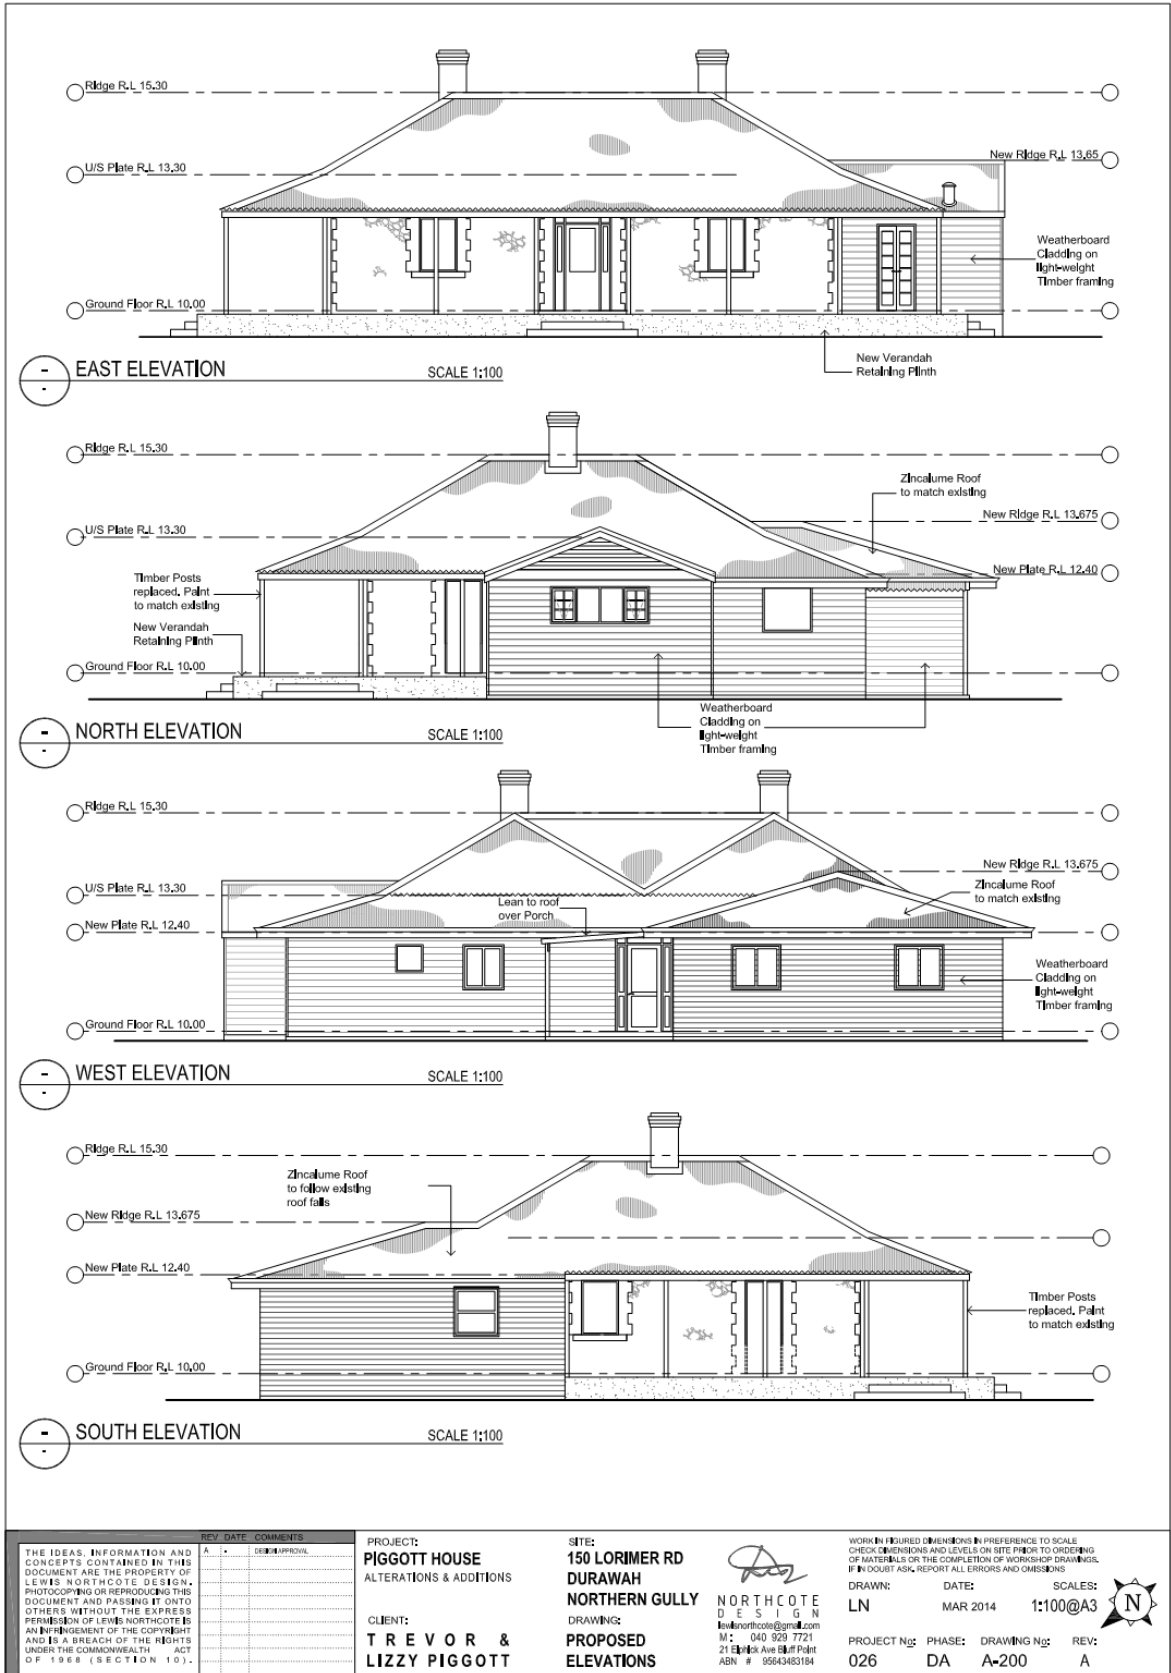 Ridge R.L 15.30
U/S Plate R.L 13.30
New Ridge R.L 13.65
Weatherboard
Cladding on
light-weight
Timber framing
Ground Floor R.L 10.00
New Verandah
Retaining Plinth
-
-
EAST ELEVATION
SCALE 1:100
Ridge R.L 15.30
Zincalume Roof
to match existing
New Ridge R.L 13.675
U/S Plate R.L 13.30
New Plate R.L 12.40
Timber Posts
replaced. Paint
to match existing
New Verandah
Retaining Plinth
Ground Floor R.L 10.00
Weatherboard
Cladding on
light-weight
Timber framing
-
-
NORTH ELEVATION
SCALE 1:100
Ridge R.L 15.30
New Ridge R.L 13.675
Zincalume Roof
to match existing
U/S Plate R.L 13.30
Lean to roof
over Porch
New Plate R.L 12.40
Weatherboard
Cladding on
light-weight
Timber framing
Ground Floor R.L 10.00
-
-
WEST ELEVATION
SCALE 1:100
Ridge R.L 15.30
Zincalume Roof
to follow existing
roof falls
New Ridge R.L 13.675
New Plate R.L 12.40
Timber Posts
replaced. Paint
to match existing
Ground Floor R.L 10.00
-
-
SOUTH ELEVATION
SCALE 1:100
THE IDEAS, INFORMATION AND
CONCEPTS CONTAINED IN THIS
DOCUMENT ARE THE PROPERTY OF
LEWIS NORTHCOTE DESIGN.
PHOTOCOPYING OR REPRODUCING THIS
DOCUMENT AND PASSING IT ONTO
OTHERS WITHOUT THE EXPRESS
PERMISSION OF LEWIS NORTHCOTE IS
AN INFRINGEMENT OF THE COPYRIGHT
AND IS A BREACH OF THE RIGHTS
UNDER THE COMMONWEALTH ACT
OF 1968 (SECTION 10).
REV DATE COMMENTS
A - DESIGN APPROVAL
PROJECT:
PIGGOTT HOUSE
ALTERATIONS & ADDITIONS
CLIENT:
TREVOR &
LIZZY PIGGOTT
SITE:
150 LORIMER RD
DURAWAH
NORTHERN GULLY
DRAWING:
PROPOSED
ELEVATIONS
NORTHCOTE
DESIGN
lewisnorthcote@gmail.com
M: 040 929 7721
21 Elphick Ave Bluff Point
ABN # 95643483184
WORK IN FIGURED DIMENSIONS IN PREFERENCE TO SCALE
CHECK DIMENSIONS AND LEVELS ON SITE PRIOR TO ORDERING
OF MATERIALS OR THE COMPLETION OF WORKSHOP DRAWINGS.
IF IN DOUBT ASK. REPORT ALL ERRORS AND OMISSIONS
DRAWN: DATE: SCALES:
LN MAR 2014 1:100@A3
N
PROJECT No: PHASE: DRAWING No: REV:
026 DA A-200 A